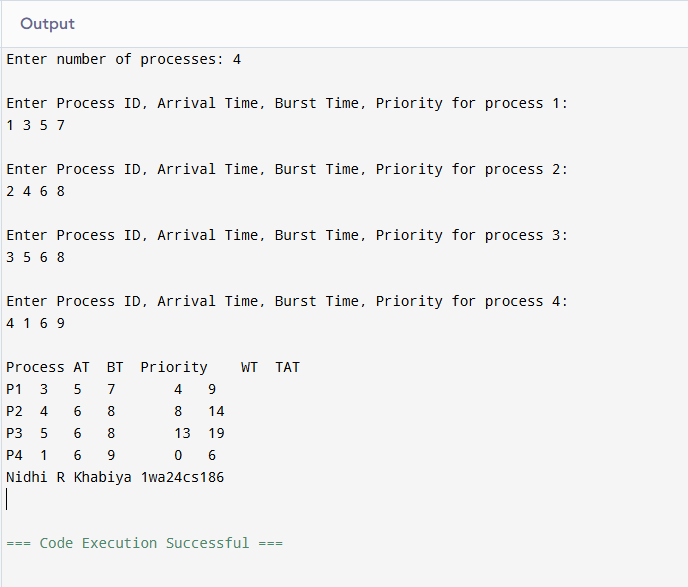 Output
Enter number of processes: 4
Enter Process ID, Arrival Time, Burst Time, Priority for process 1:
1 3 5 7
Enter Process ID, Arrival Time, Burst Time, Priority for process 2:
2 4 6 8
Enter Process ID, Arrival Time, Burst Time, Priority for process 3:
3 5 6 8
Enter Process ID, Arrival Time, Burst Time, Priority for process 4:
4 1 6 9
Process AT  BT  Priority    WT  TAT
P1  3   5   7       4   9
P2  4   6   8       8   14
P3  5   6   8       13  19
P4  1   6   9       0   6
Nidhi R Khabiya 1wa24cs186
=== Code Execution Successful ===